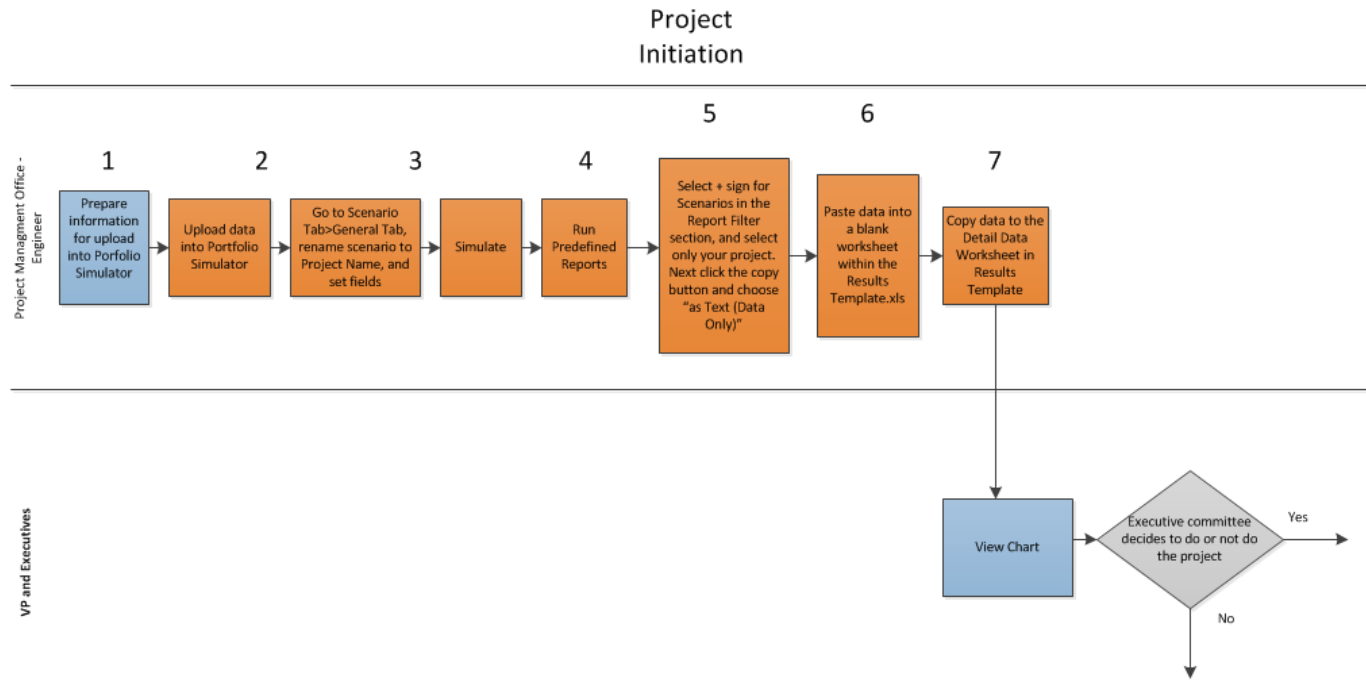 Project
Initiation
Project Managment Office -
Engineer
1
2
3
4
5
6
7
Prepare
information
for upload
into Porfolio
Simulator
Upload data
into Portfolio
Simulator
Go to Scenario
Tab>General Tab,
rename scenario to
Project Name, and
set fields
Simulate
Run
Predefined
Reports
Select + sign for
Scenarios in the
Report Filter
section, and select
only your project.
Next click the copy
button and choose
“as Text (Data
Only)”
Paste data into
a blank
worksheet
within the
Results
Template.xls
Copy data to the
Detail Data
Worksheet in
Results
Template
VP and Executives
View Chart
Executive committee
decides to do or not do
the project
Yes
No